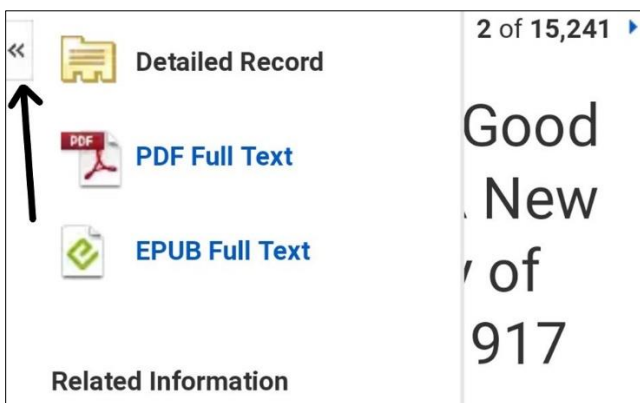 «
Detailed Record
PDF
PDF Full Text
EPUB Full Text
Related Information
2 of 15,241
Good
New
of
917